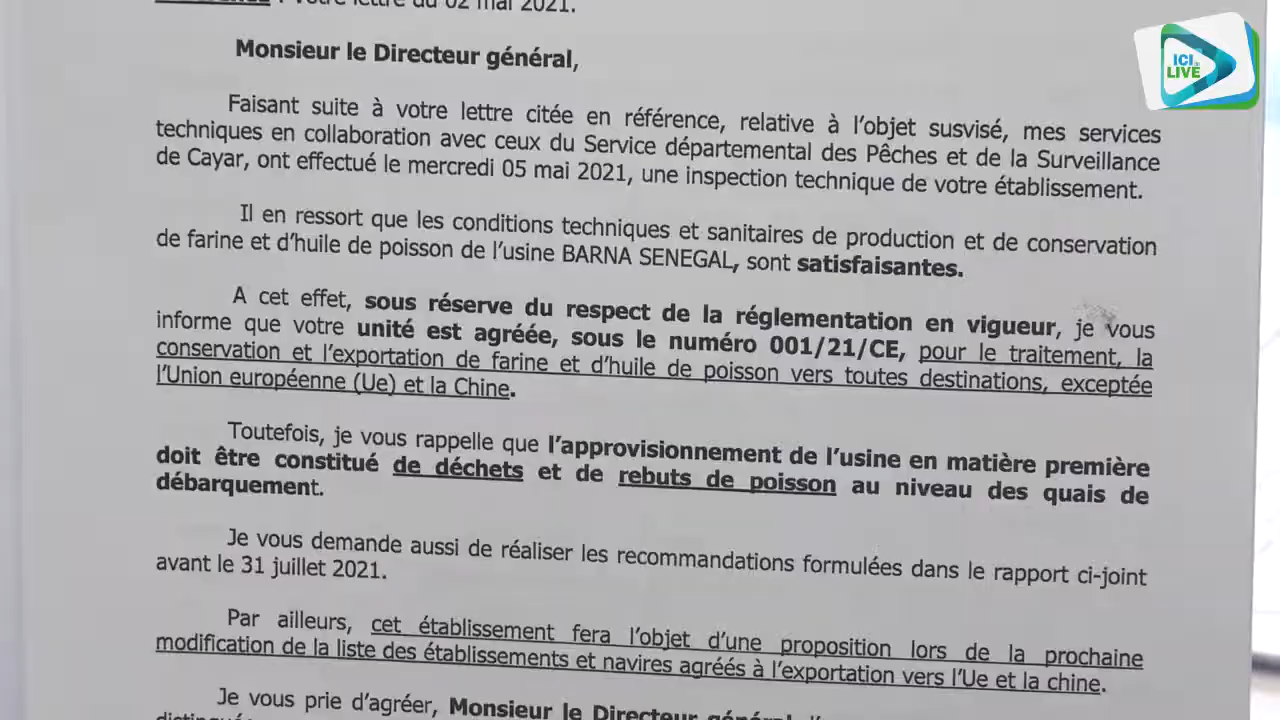 : Votre lettre du 02 mai 2021.
ICI
LIVE
Monsieur le Directeur général,
Faisant suite à votre lettre citée en référence, relative à l'objet susvisé, mes services
techniques en collaboration avec ceux du Service départemental des Pêches et de la Surveillance
de Cayar, ont effectué le mercredi 05 mai 2021, une inspection technique de votre établissement.
Il en ressort que les conditions techniques et sanitaires de production et de conservation
de farine et d'huile de poisson de l'usine BARNA SENEGAL, sont satisfaisantes.
A cet effet, sous réserve du respect de la réglementation en vigueur, je vous
informe que votre unité est agréée, sous le numéro 001/21/CE, pour le traitement, la
conservation et l'exportation de farine et d'huile de poisson vers toutes destinations, exceptée
l'Union européenne (Ue) et la Chine.
Toutefois, je vous rappelle que l'approvisionnement de l'usine en matière première
doit être constitué de déchets et de rebuts de poisson au niveau des quais de
débarquement.
Je vous demande aussi de réaliser les recommandations formulées dans le rapport ci-joint
avant le 31 juillet 2021.
Par ailleurs, cet établissement fera l'objet d'une proposition lors de la prochaine
modification de la liste des établissements et navires agréés à l'exportation vers l'Ue et la chine.
Je vous prie d'agréer, Monsieur le Directeur général,